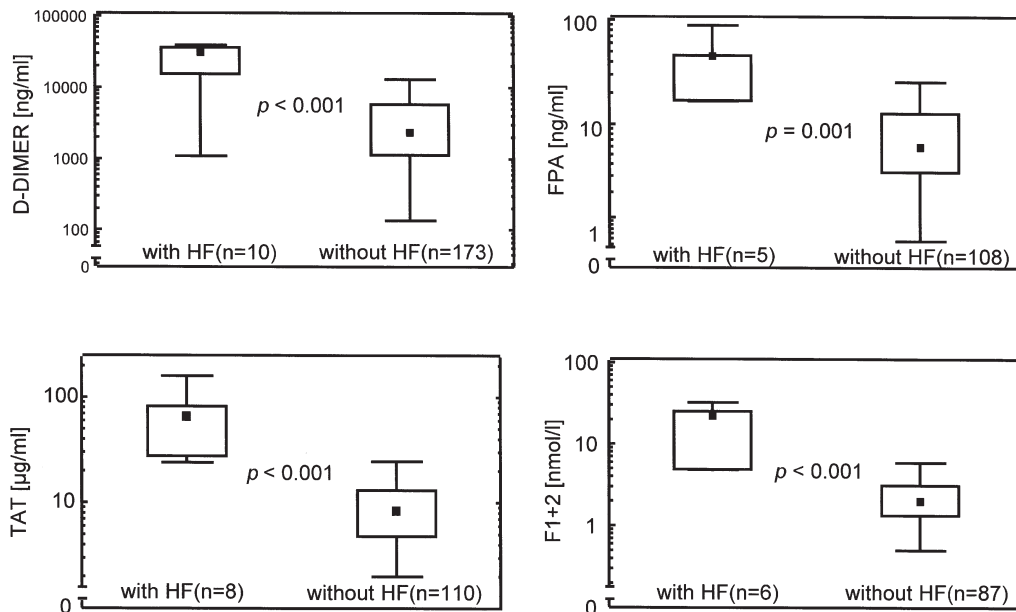 D-DIMER [ng/ml]
100000
10000
1000
100
0
p < 0.001
with HF(n=10)
without HF(n=173)
FPA [ng/ml]
100
10
1
0
p = 0.001
with HF(n=5)
without HF(n=108)
TAT [µg/ml]
100
10
0
p < 0.001
with HF(n=8)
without HF(n=110)
F1+2 [nmol/l]
100
10
1
0
p < 0.001
with HF(n=6)
without HF(n=87)